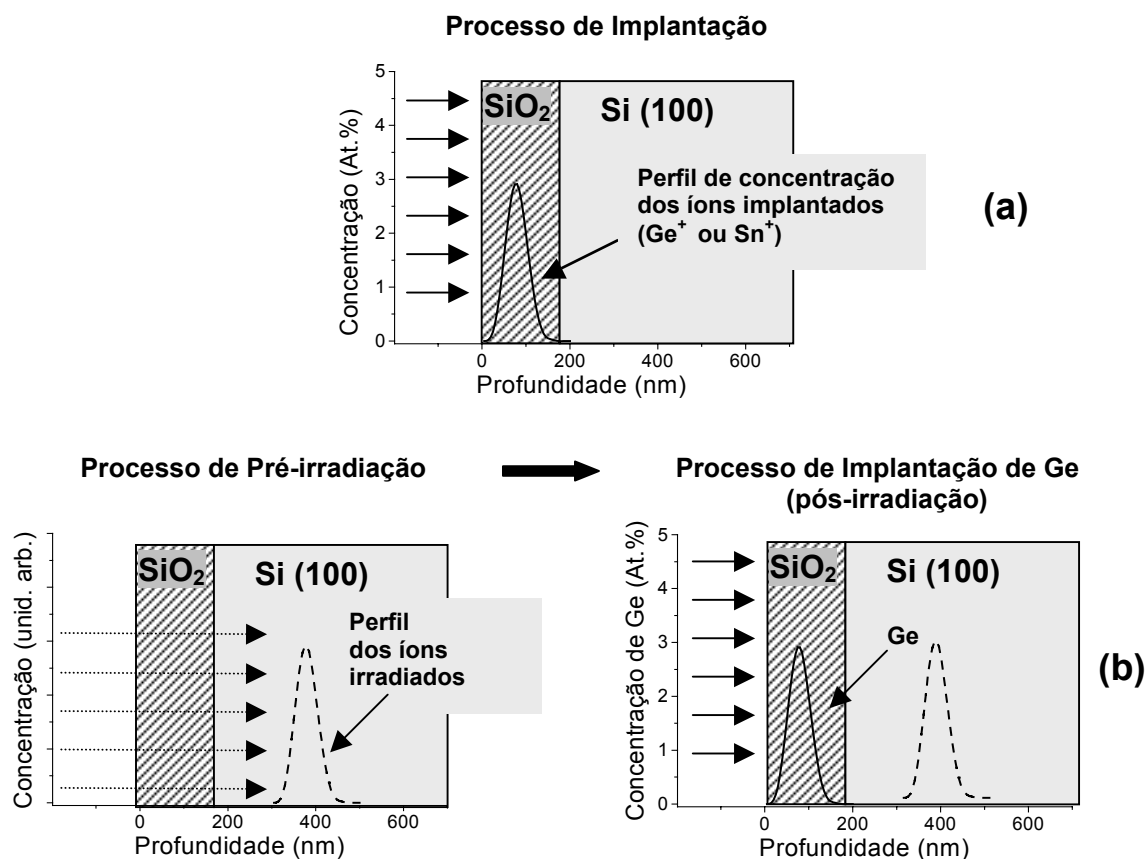 Processo de Implantação
5
4
3
2
1
0
Concentração (At.%)
SiO₂
Si (100)
Perfil de concentração
dos íons implantados
(Ge⁺ ou Sn⁺)
(a)
0 200 400 600
Profundidade (nm)
Processo de Pré-irradiação
Concentração (unid. arb.)
SiO₂
Si (100)
Perfil
dos íons
irradiados
0 200 400 600
Profundidade (nm)
Processo de Implantação de Ge
(pós-irradiação)
5
4
3
2
1
0
Concentração de Ge (At.%)
SiO₂
Si (100)
Ge
(b)
0 200 400 600
Profundidade (nm)